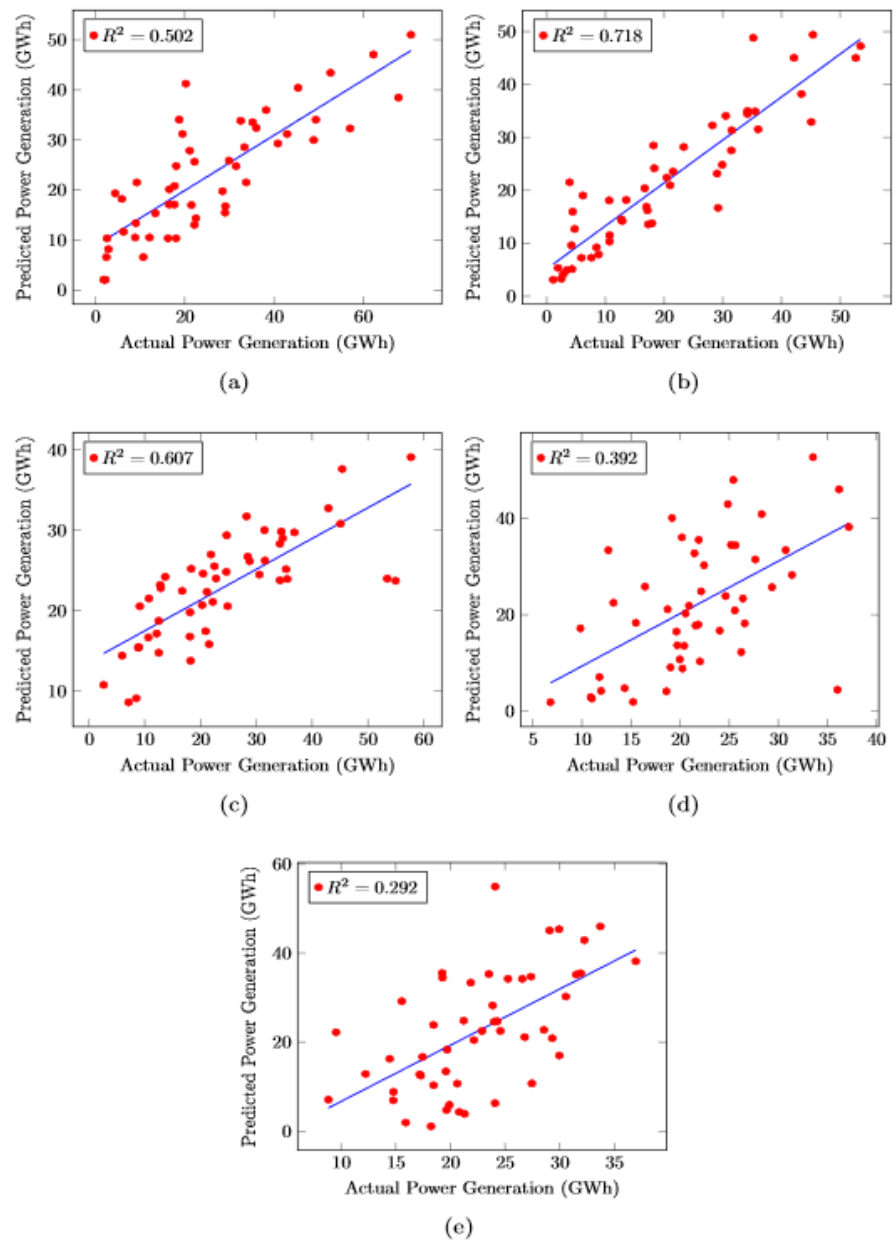 R² = 0.502
Predicted Power Generation (GWh)
50
40
30
20
10
0
0 20 40 60
Actual Power Generation (GWh)
(a)
R² = 0.718
Predicted Power Generation (GWh)
50
40
30
20
10
0
0 10 20 30 40 50
Actual Power Generation (GWh)
(b)
R² = 0.607
Predicted Power Generation (GWh)
40
30
20
10
0 10 20 30 40 50 60
Actual Power Generation (GWh)
(c)
R² = 0.392
Predicted Power Generation (GWh)
40
20
0
5 10 15 20 25 30 35 40
Actual Power Generation (GWh)
(d)
R² = 0.292
Predicted Power Generation (GWh)
60
40
20
0
10 15 20 25 30 35
Actual Power Generation (GWh)
(e)